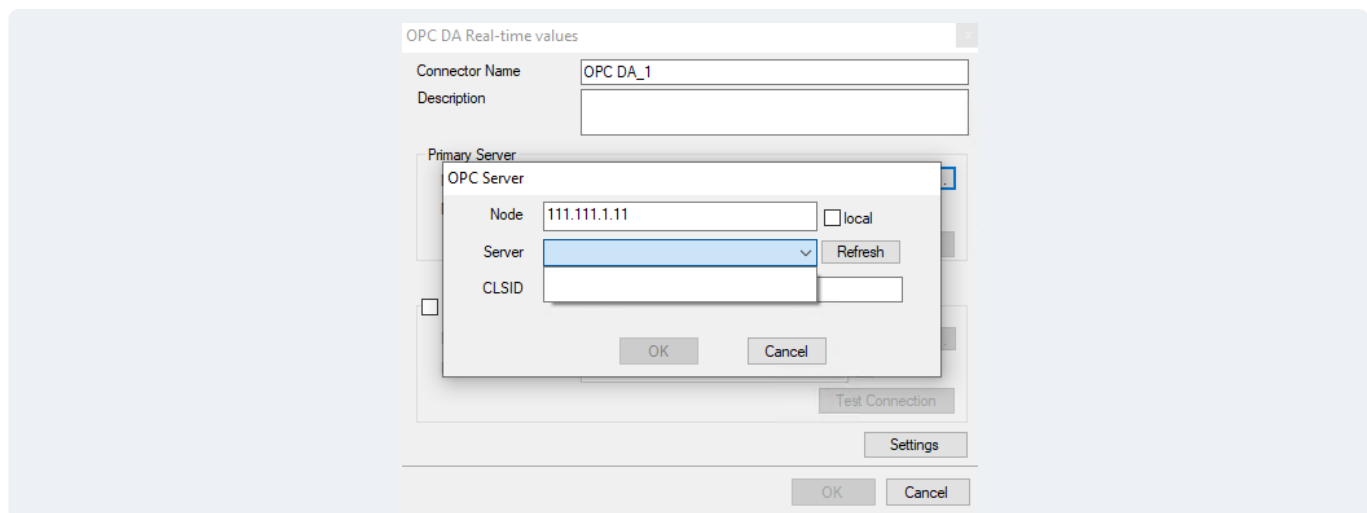 OPC DA Real-time values
x
Connector Name OPC DA_1
Description
Primary Server
OPC Server
Node 111.111.1.11 local
Server Refresh
CLSID
OK Cancel
Test Connection
Settings
OK Cancel